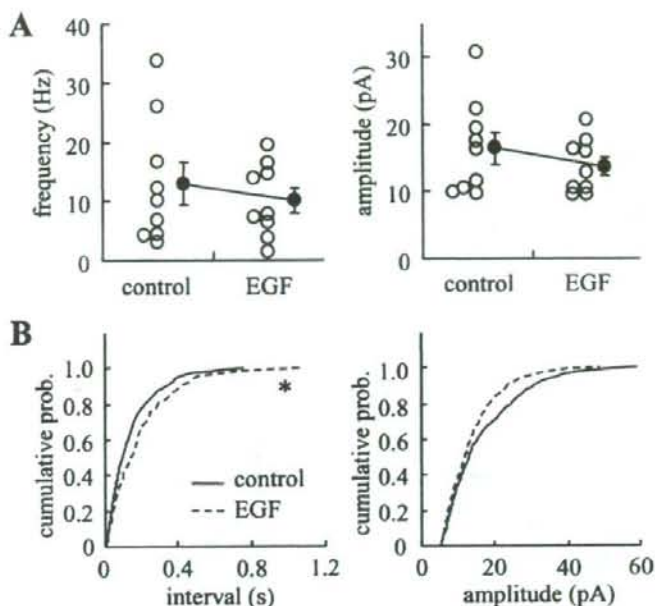 A
frequency (Hz)
40
30
20
10
0
control
EGF
amplitude (pA)
30
20
10
0
control
EGF
B
cumulative prob.
1.0
0.8
0.6
0.4
0.2
0
control
EGF
*
0
0.4
0.8
1.2
interval (s)
cumulative prob.
1.0
0.8
0.6
0.4
0.2
0
0
20
40
60
amplitude (pA)